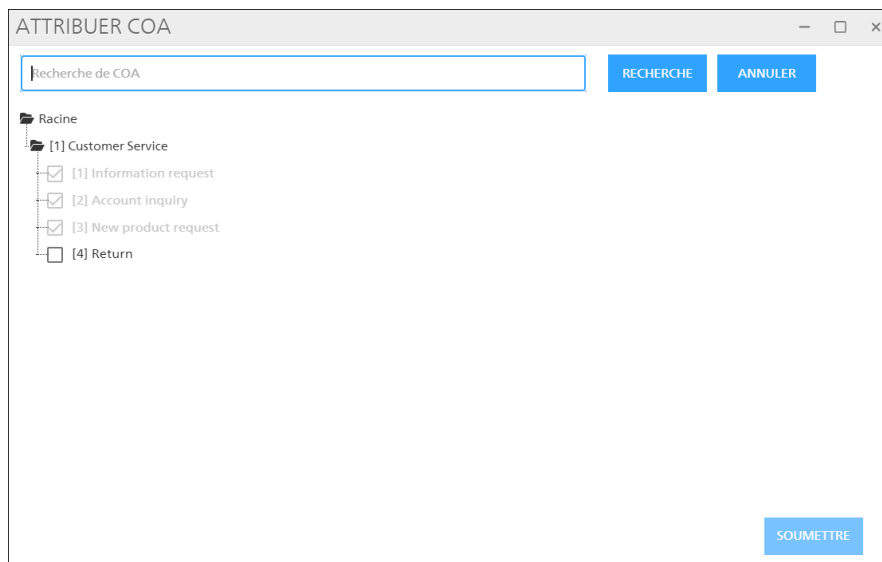 ATTRIBUER COA
Recherche de COA
RECHERCHE
ANNULER
Racine
[1] Customer Service
[1] Information request
[2] Account inquiry
[3] New product request
[4] Return
SOUMETTRE